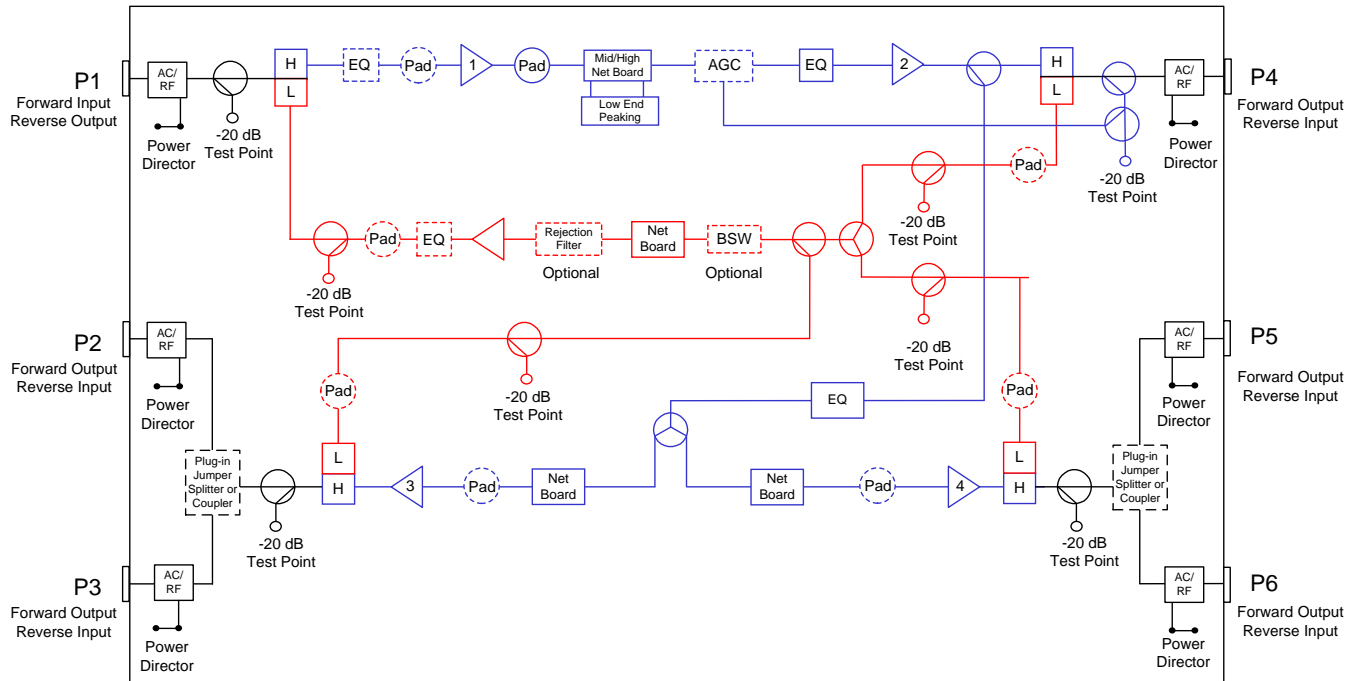 P1
Forward Input
Reverse Output
AC/
RF
Power
Director
-20 dB
Test Point
H
L
EQ
Pad
1
Pad
Mid/High
Net Board
Low End
Peaking
AGC
EQ
2
H
L
-20 dB
Test Point
AC/
RF
Power
Director
P4
Forward Output
Reverse Input
Pad
-20 dB
Test Point
-20 dB
Test Point
Pad
EQ
Rejection
Filter
Optional
Net
Board
BSW
Optional
-20 dB
Test Point
P2
Forward Output
Reverse Input
AC/
RF
Power
Director
-20 dB
Test Point
Pad
EQ
Pad
P5
Forward Output
Reverse Input
AC/
RF
Power
Director
Plug-in
Jumper
Splitter or
Coupler
-20 dB
Test Point
L
H
3
Pad
Net
Board
Net
Board
Pad
4
L
H
-20 dB
Test Point
Plug-in
Jumper
Splitter or
Coupler
P3
Forward Output
Reverse Input
AC/
RF
Power
Director
P6
Forward Output
Reverse Input
AC/
RF
Power
Director